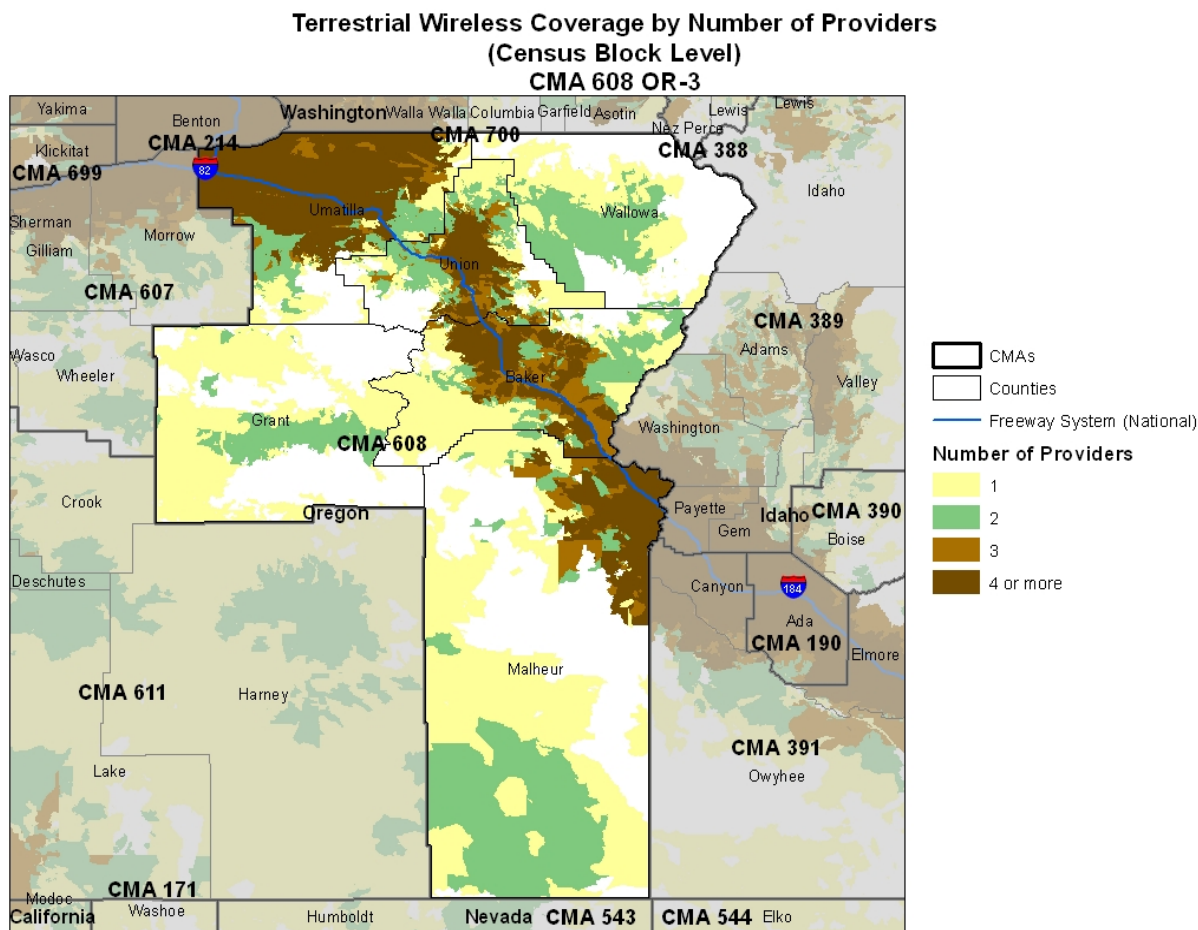 Terrestrial Wireless Coverage by Number of Providers
(Census Block Level)
CMA 608 OR-3
Yakima
Benton
Washington
Walla Walla
Columbia
Garfield
Asotin
Lewis
Lewis
Nez Perce
CMA 214
CMA 700
CMA 388
Klickitat
CMA 699
82
Idaho
Sherman
Gilliam
Morrow
Umatilla
Wallowa
Union
CMA 607
CMA 389
Adams
Wasco
Wheeler
Baker
Valley
Grant
CMA 608
Washington
Crook
Oregon
Payette
Gem
Idaho
CMA 390
Boise
Deschutes
Canyon
184
Ada
CMA 190
Elmore
Malheur
CMA 611
Harney
CMA 391
Owyhee
Lake
CMA 171
Modoc
California
Washoe
Humboldt
Nevada
CMA 543
CMA 544
Elko
CMAs
Counties
Freeway System (National)
Number of Providers
1
2
3
4 or more